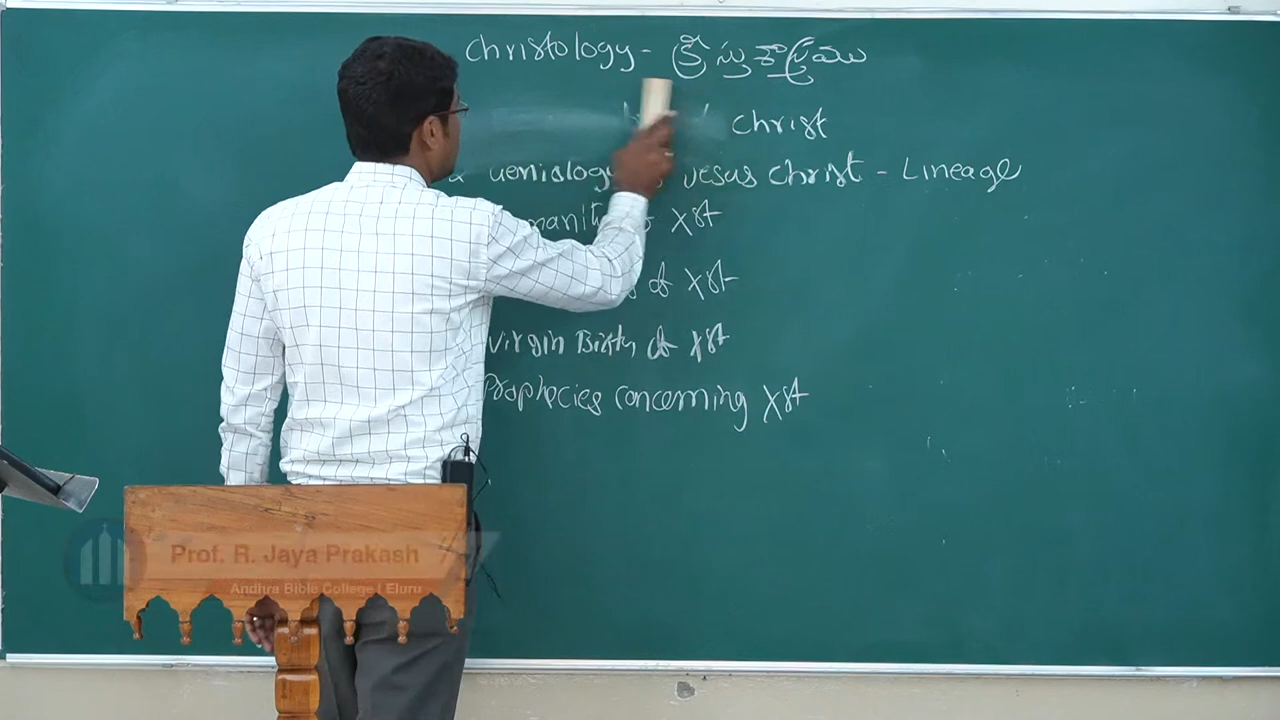 Christology - క్రీస్తు శాస్త్రము
Christ
Jesus Christ - Lineage
Xst
of Xst
Virgin Birth of Xst
Prophecies concerning Xst
Prof. R. Jaya Prakash
Andhra Bible College | Eluru